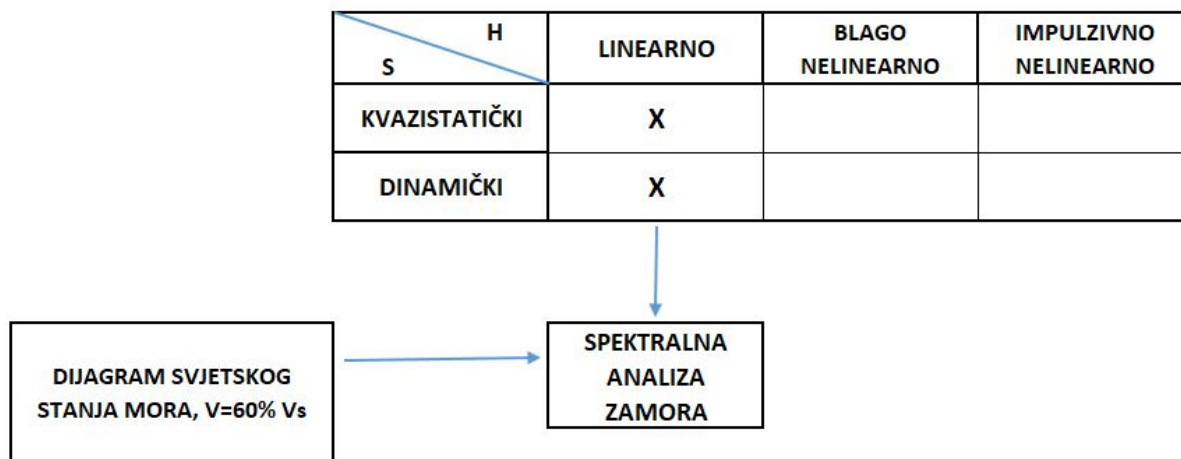 H
S
LINEARNO
BLAGO
NELINEARNO
IMPULZIVNO
NELINEARNO
KVAZISTATIČKI
X
DINAMIČKI
X
DIJAGRAM SVJETSKOG
STANJA MORA, V=60% Vs
SPEKTRALNA
ANALIZA
ZAMORA